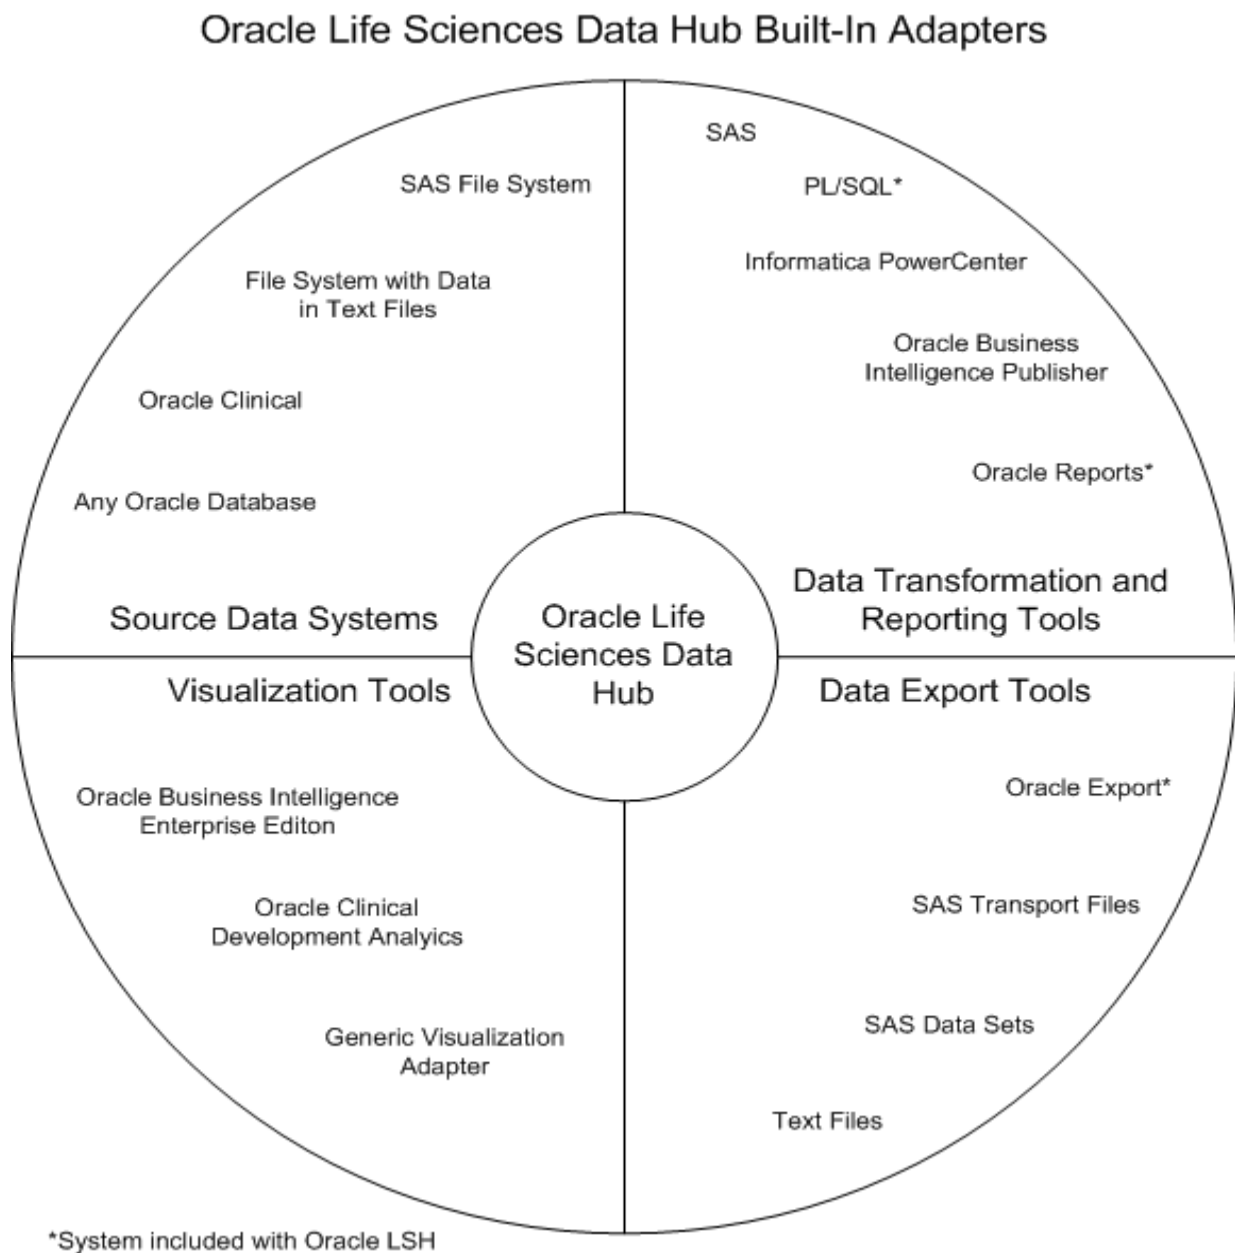 Oracle Life Sciences Data Hub Built-In Adapters
SAS File System
File System with Data
in Text Files
Oracle Clinical
Any Oracle Database
Source Data Systems
SAS
PL/SQL*
Informatica PowerCenter
Oracle Business
Intelligence Publisher
Oracle Reports*
Data Transformation and
Reporting Tools
Oracle Life
Sciences Data
Hub
Visualization Tools
Oracle Business Intelligence
Enterprise Editon
Oracle Clinical
Development Analyics
Generic Visualization
Adapter
Data Export Tools
Oracle Export*
SAS Transport Files
SAS Data Sets
Text Files
*System included with Oracle LSH